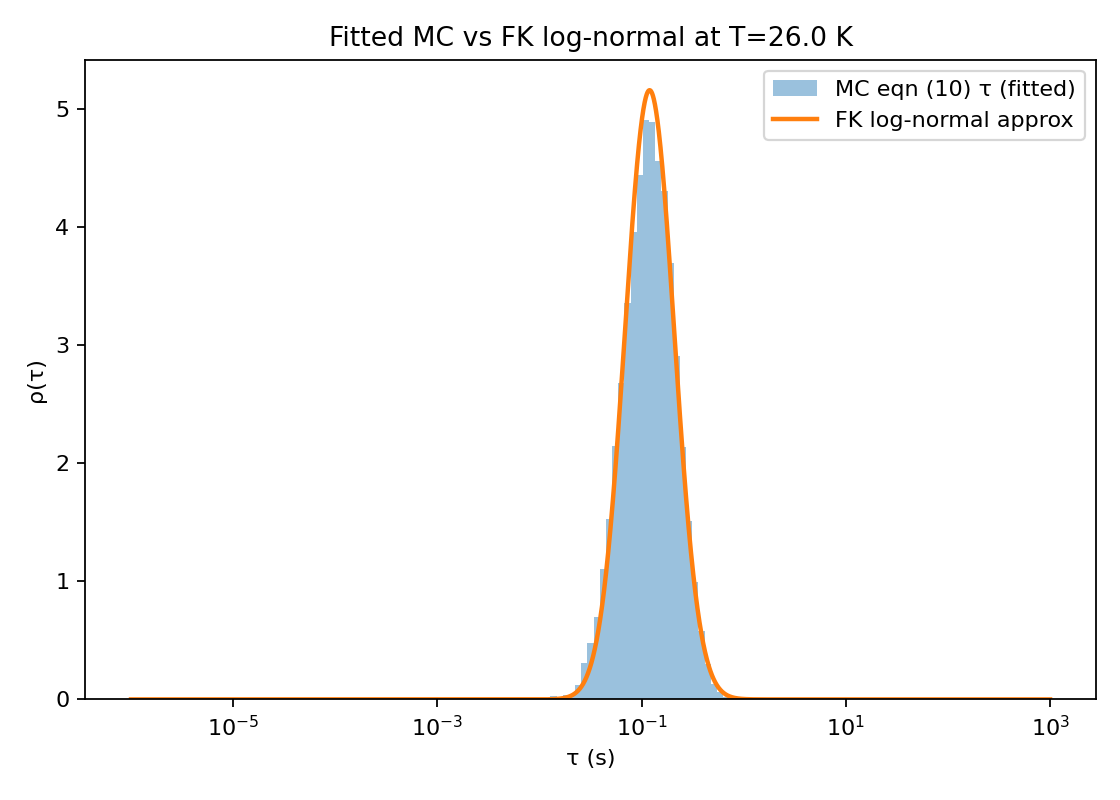 Fitted MC vs FK log-normal at T=26.0 K
MC eqn (10) τ (fitted)
FK log-normal approx
ρ(τ)
5
4
3
2
1
0
10⁻⁵
10⁻³
10⁻¹
10¹
10³
τ (s)